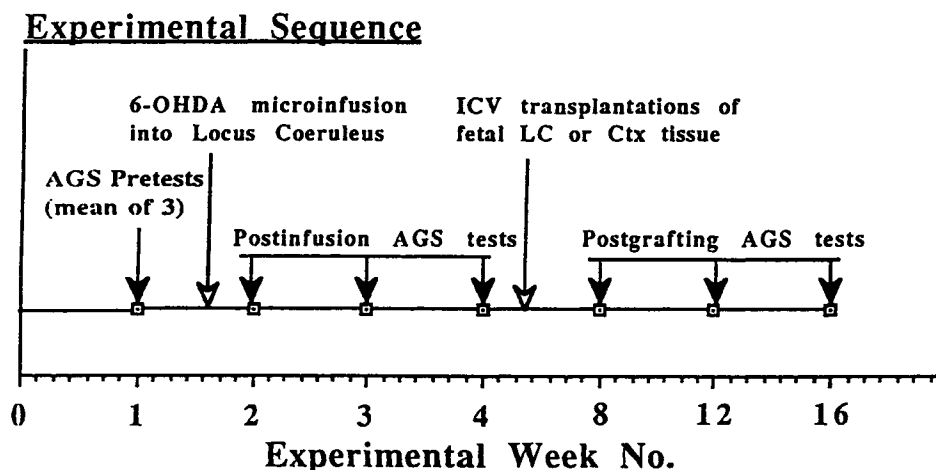 Experimental Sequence
6-OHDA microinfusion
into Locus Coeruleus
ICV transplantations of
fetal LC or Ctx tissue
AGS Pretests
(mean of 3)
Postinfusion AGS tests
Postgrafting AGS tests
0 1 2 3 4 8 12 16
Experimental Week No.